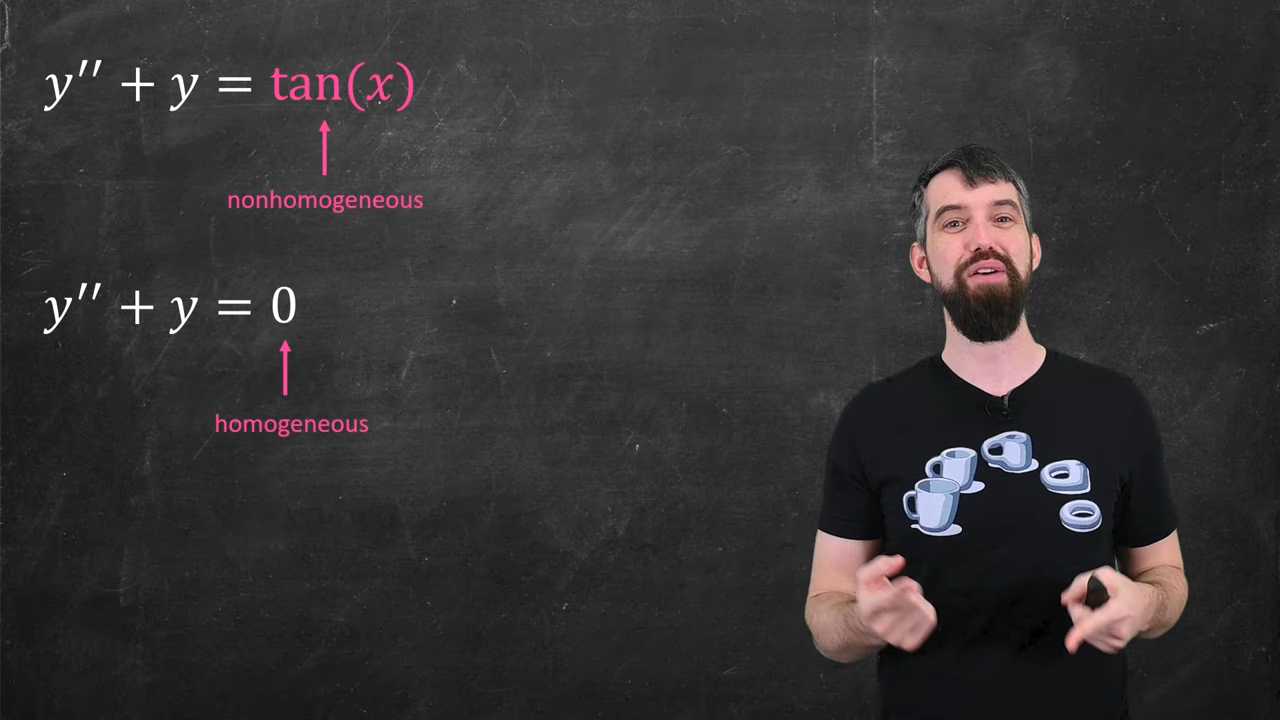 y′′ + y = tan(x)
nonhomogeneous
y′′ + y = 0
homogeneous